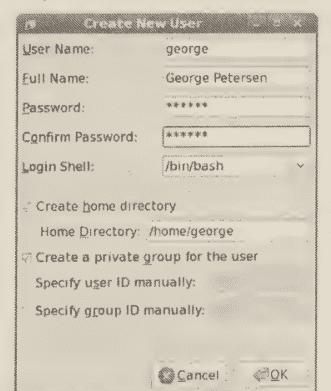 Create New User
User Name: george
Full Name: George Petersen
Password: ******
Confirm Password: ******
Login Shell: /bin/bash
Create home directory
Home Directory: /home/george
Create a private group for the user
Specify user ID manually:
Specify group ID manually:
Cancel OK